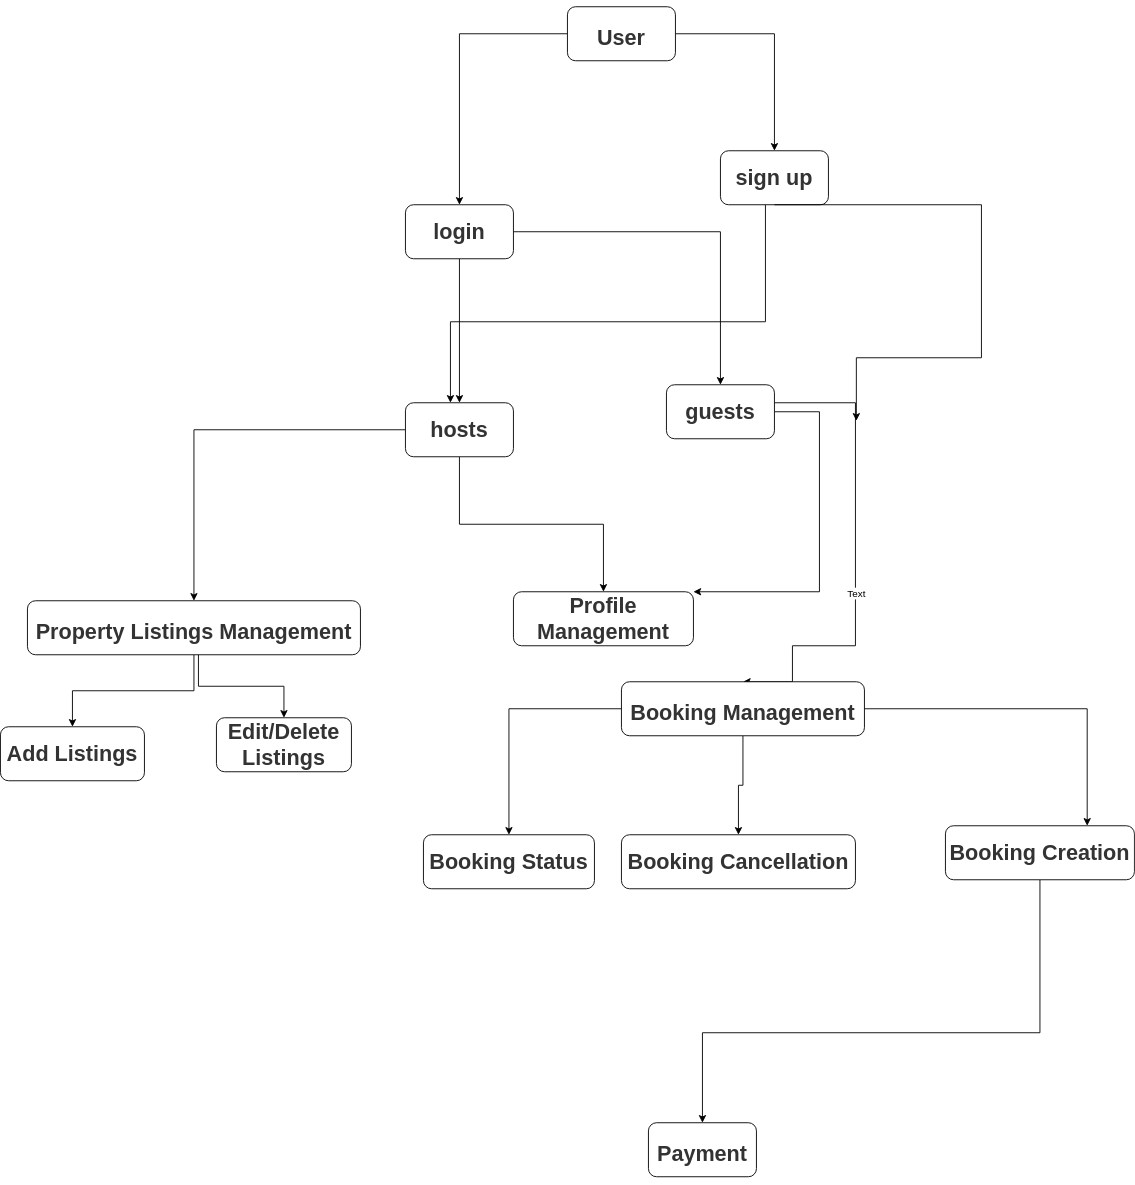 User
sign up
login
guests
hosts
Text
Profile
Management
Property Listings Management
Booking Management
Edit/Delete
Listings
Add Listings
Booking Creation
Booking Status
Booking Cancellation
Payment